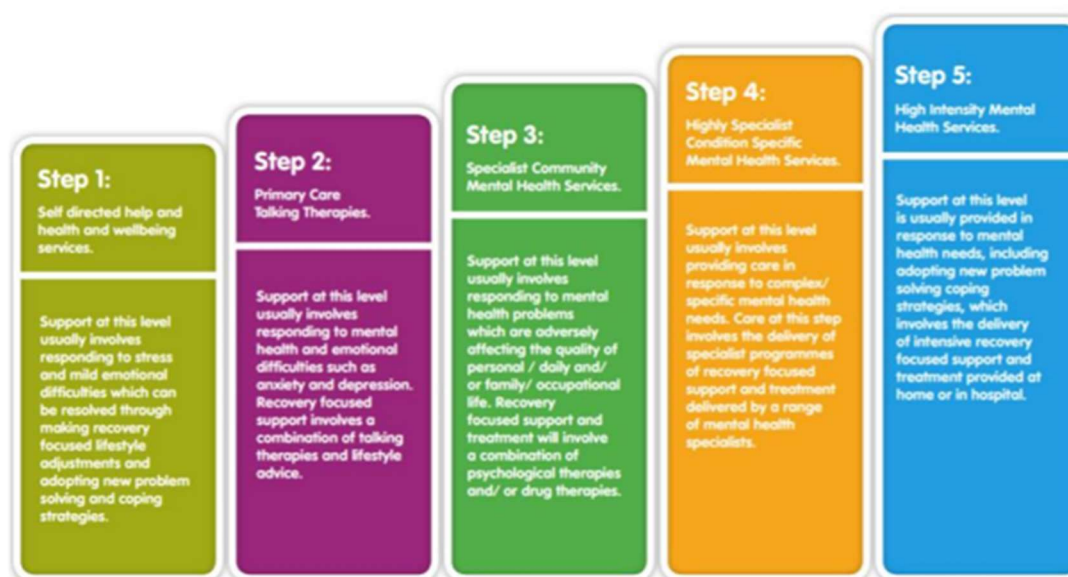 Step 1:
Self directed help and
health and wellbeing
services.
Support at this level
usually involves
responding to stress
and mild emotional
difficulties which can
be resolved through
making recovery
focused lifestyle
adjustments and
adopting new problem
solving and coping
strategies.
Step 2:
Primary Care
Talking Therapies.
Support at this level
usually involves
responding to mental
health and emotional
difficulties such as
anxiety and depression.
Recovery focused
support involves a
combination of talking
therapies and lifestyle
advice.
Step 3:
Specialist Community
Mental Health Services.
Support at this level
usually involves
responding to mental
health problems
which are adversely
affecting the quality of
personal / daily and/
or family/ occupational
life. Recovery
focused support and
treatment will involve
a combination of
psychological therapies
and/ or drug therapies.
Step 4:
Highly Specialist
Condition Specific
Mental Health Services.
Support at this level
usually involves
providing care in
response to complex/
specific mental health
needs. Care at this step
involves the delivery of
specialist programmes
of recovery focused
support and treatment
delivered by a range
of mental health
specialists.
Step 5:
High Intensity Mental
Health Services.
Support at this level
is usually provided in
response to mental
health needs, including
adopting new problem
solving coping
strategies, which
involves the delivery
of intensive recovery
focused support and
treatment provided at
home or in hospital.